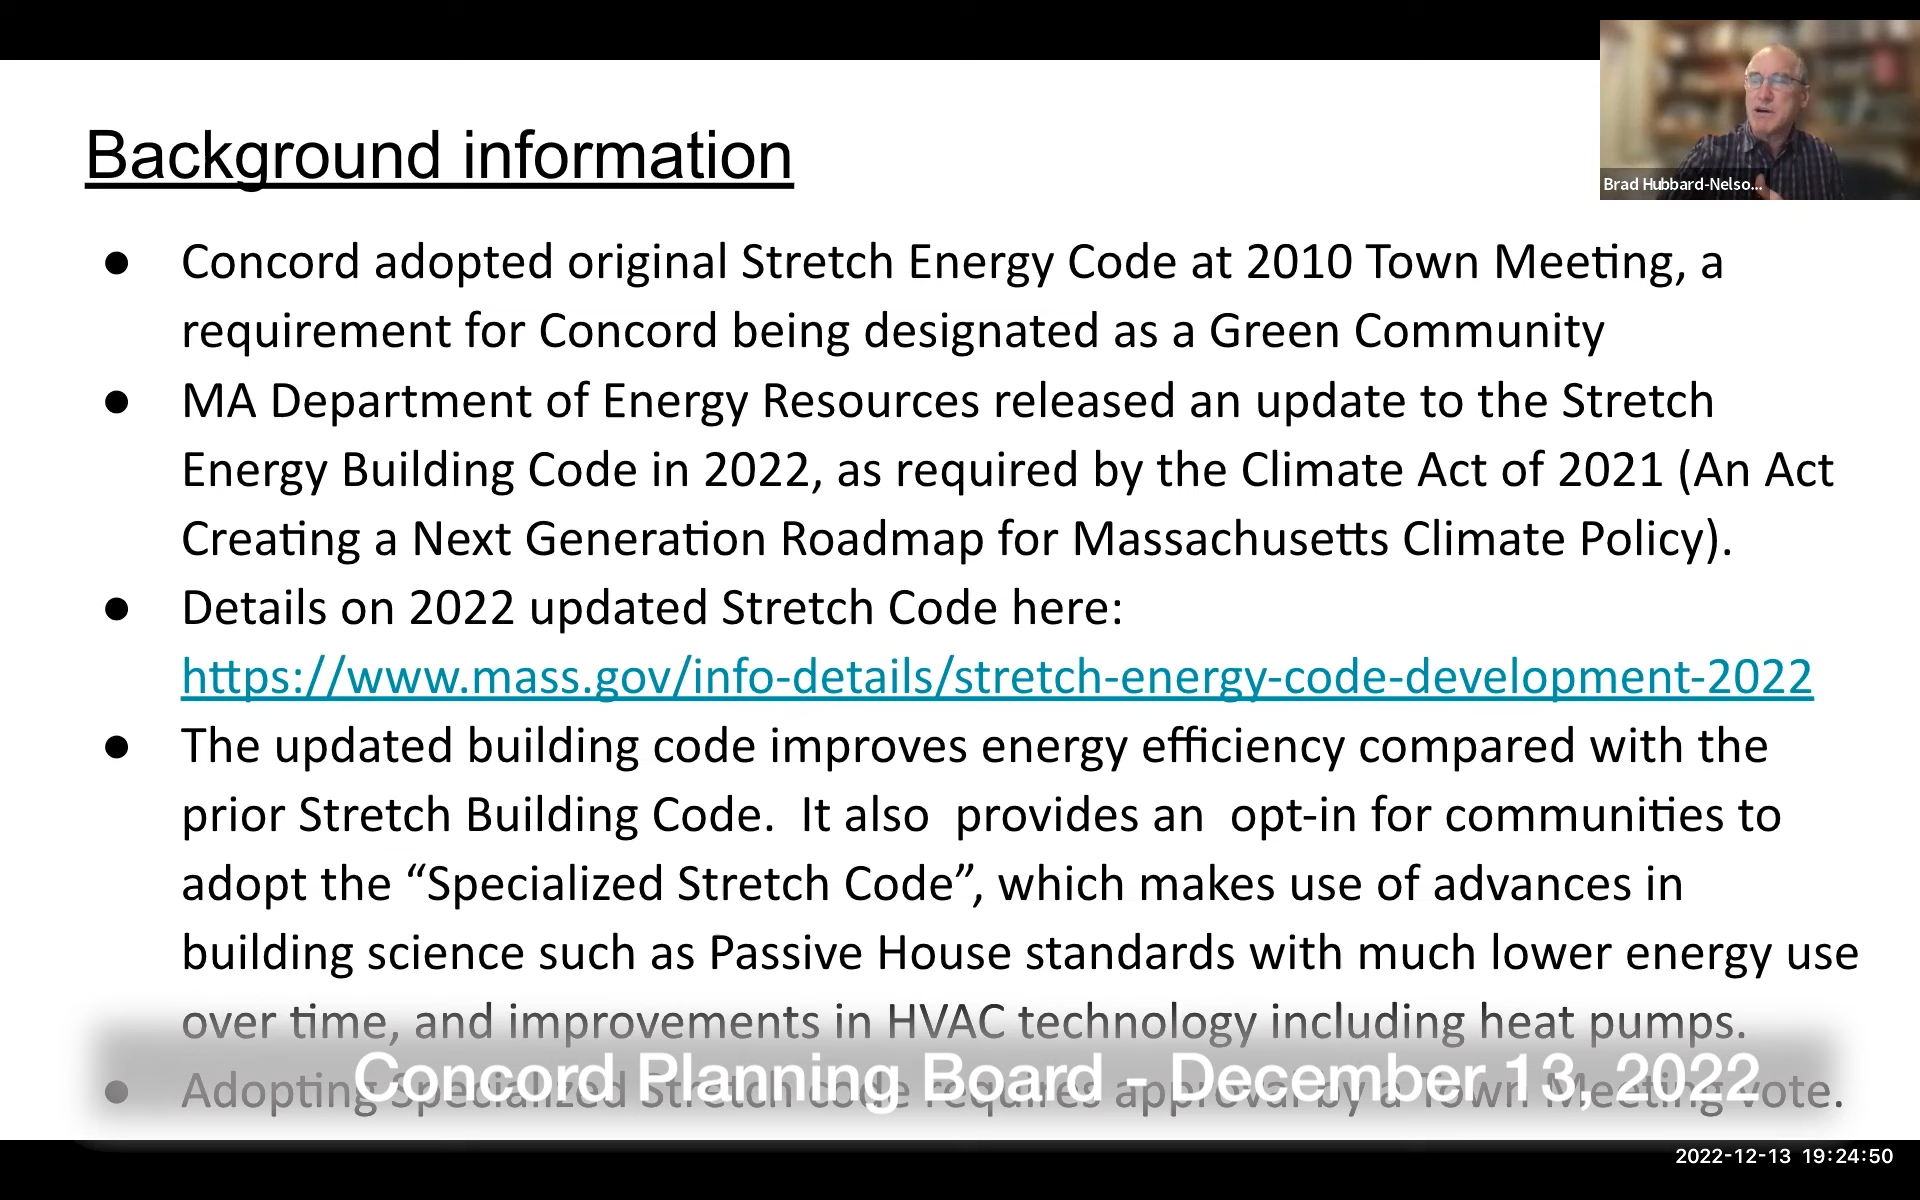 Background information
Brad Hubbard-Nelso...
● Concord adopted original Stretch Energy Code at 2010 Town Meeting, a
requirement for Concord being designated as a Green Community
● MA Department of Energy Resources released an update to the Stretch
Energy Building Code in 2022, as required by the Climate Act of 2021 (An Act
Creating a Next Generation Roadmap for Massachusetts Climate Policy).
● Details on 2022 updated Stretch Code here:
https://www.mass.gov/info-details/stretch-energy-code-development-2022
● The updated building code improves energy efficiency compared with the
prior Stretch Building Code.  It also  provides an  opt-in for communities to
adopt the “Specialized Stretch Code”, which makes use of advances in
building science such as Passive House standards with much lower energy use
over time, and improvements in HVAC technology including heat pumps.
● Adopting Specialized Stretch code requires approval by a Town Meeting vote.
Concord Planning Board - December 13, 2022
2022-12-13 19:24:50